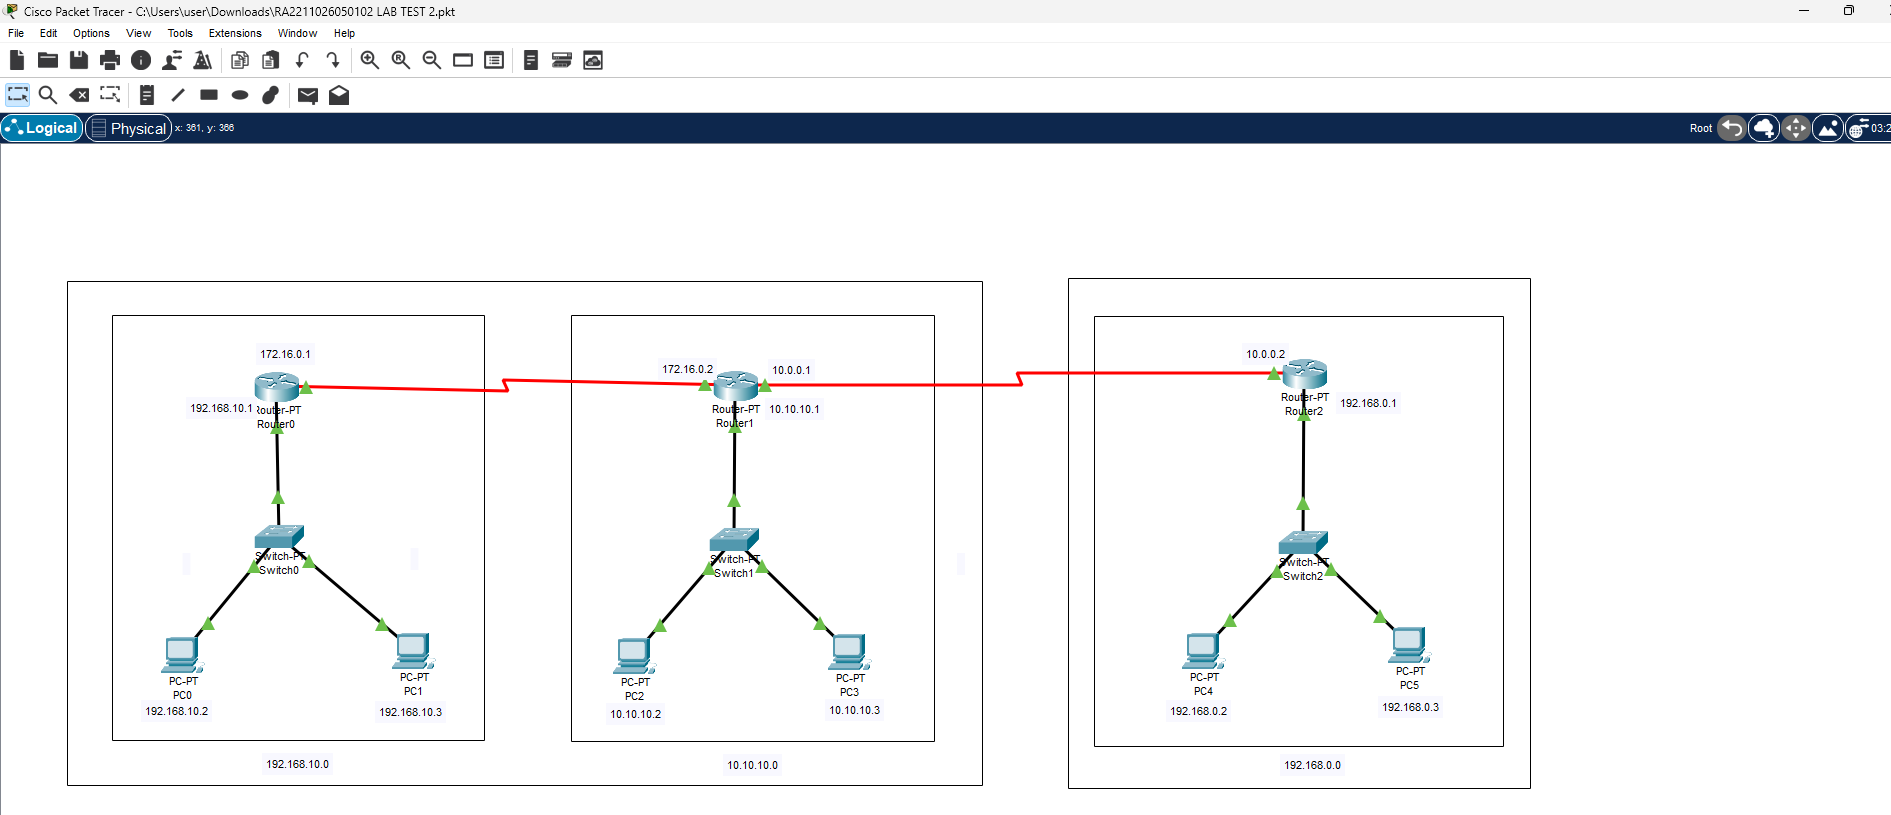 Cisco Packet Tracer - C:\Users\user\Downloads\RA2211026050102 LAB TEST 2.pkt
File Edit Options View Tools Extensions Window Help
Logical Physical x: 361, y: 366 Root
172.16.0.1
192.168.10.1
Router-PT
Router0
172.16.0.2
10.0.0.1
Router-PT
Router1
10.10.10.1
10.0.0.2
Router-PT
Router2
192.168.0.1
Switch-PT
Switch0
Switch-PT
Switch1
Switch-PT
Switch2
PC-PT
PC0
192.168.10.2
PC-PT
PC1
192.168.10.3
PC-PT
PC2
10.10.10.2
PC-PT
PC3
10.10.10.3
PC-PT
PC4
192.168.0.2
PC-PT
PC5
192.168.0.3
192.168.10.0
10.10.10.0
192.168.0.0